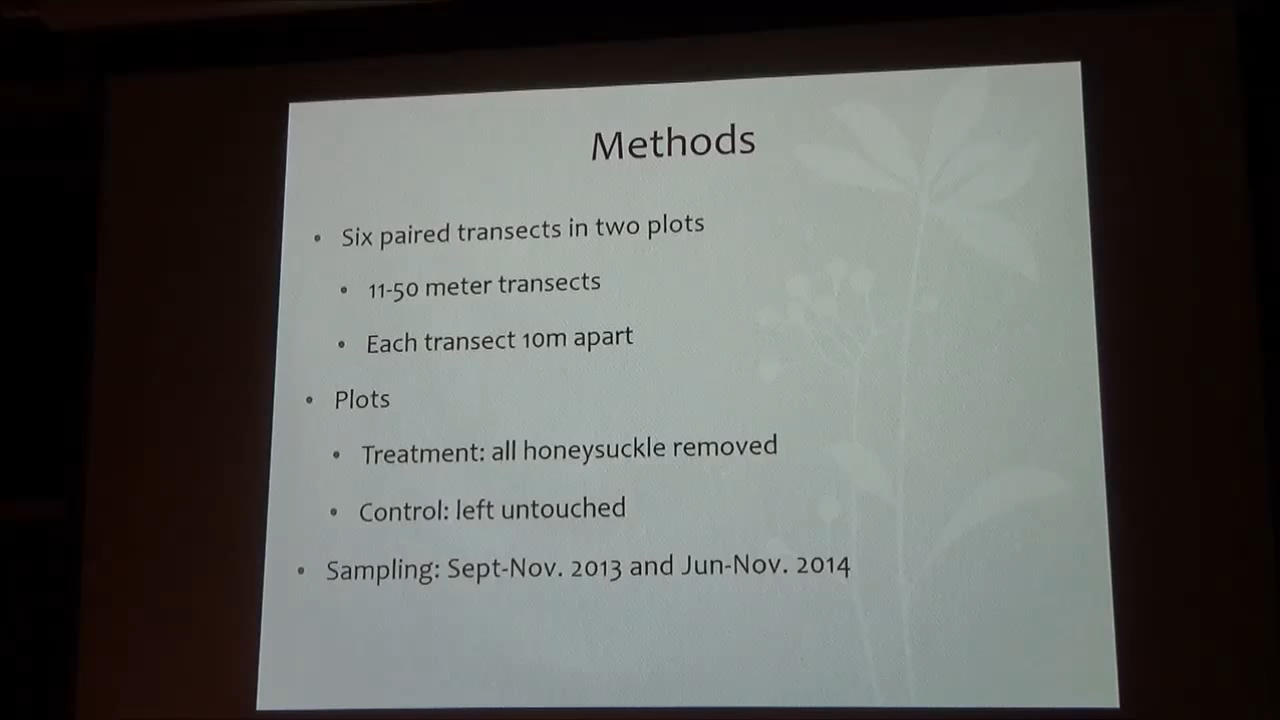 Methods
• Six paired transects in two plots
• 11-50 meter transects
• Each transect 10m apart
• Plots
• Treatment: all honeysuckle removed
• Control: left untouched
• Sampling: Sept-Nov. 2013 and Jun-Nov. 2014